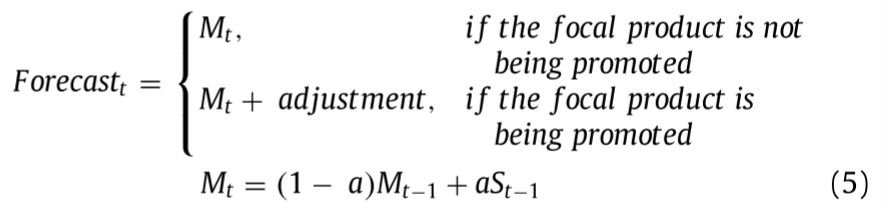 M_t, if the focal product is not
being promoted
Forecast_t = {
M_t + adjustment, if the focal product is
being promoted
M_t = (1 − a)M_{t−1} + aS_{t−1} (5)